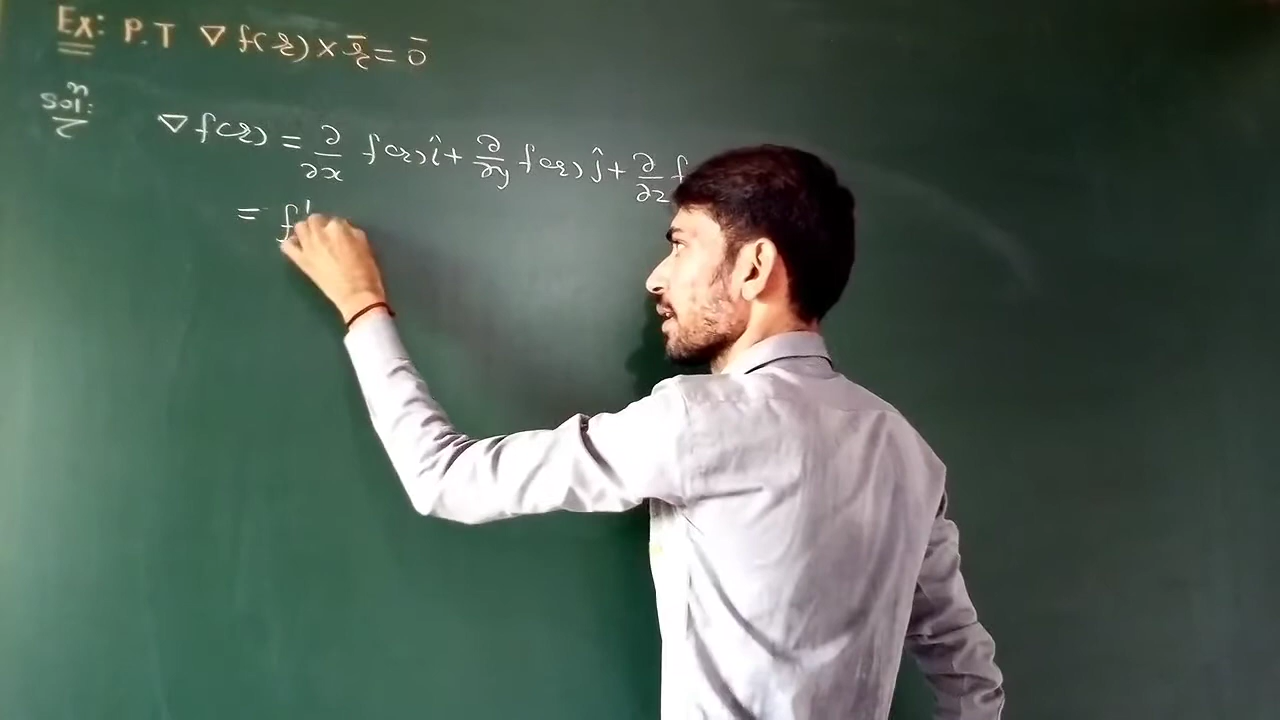 Ex: P.T ∇ f(r) × r̄ = 0̄
Solⁿ:
∇ f(r) = ∂/∂x f(r) î + ∂/∂y f(r) ĵ + ∂/∂z f
= f'